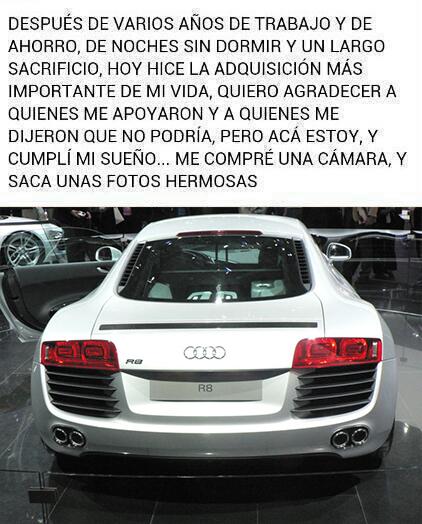 DESPUÉS DE VARIOS AÑOS DE TRABAJO Y DE
AHORRO, DE NOCHES SIN DORMIR Y UN LARGO
SACRIFICIO, HOY HICE LA ADQUISICIÓN MÁS
IMPORTANTE DE MI VIDA, QUIERO AGRADECER A
QUIENES ME APOYARON Y A QUIENES ME
DIJERON QUE NO PODRÍA, PERO ACÁ ESTOY, Y
CUMPLÍ MI SUEÑO... ME COMPRÉ UNA CÁMARA, Y
SACA UNAS FOTOS HERMOSAS
R8
R8